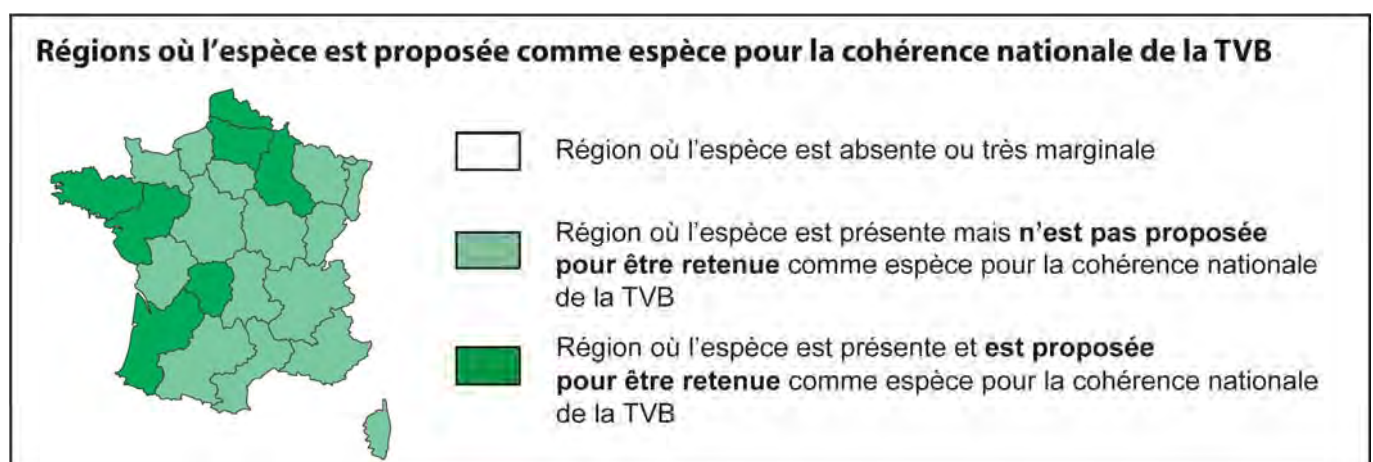 Régions où l'espèce est proposée comme espèce pour la cohérence nationale de la TVB
Région où l'espèce est absente ou très marginale
Région où l'espèce est présente mais n'est pas proposée
pour être retenue comme espèce pour la cohérence nationale
de la TVB
Région où l'espèce est présente et est proposée
pour être retenue comme espèce pour la cohérence nationale
de la TVB